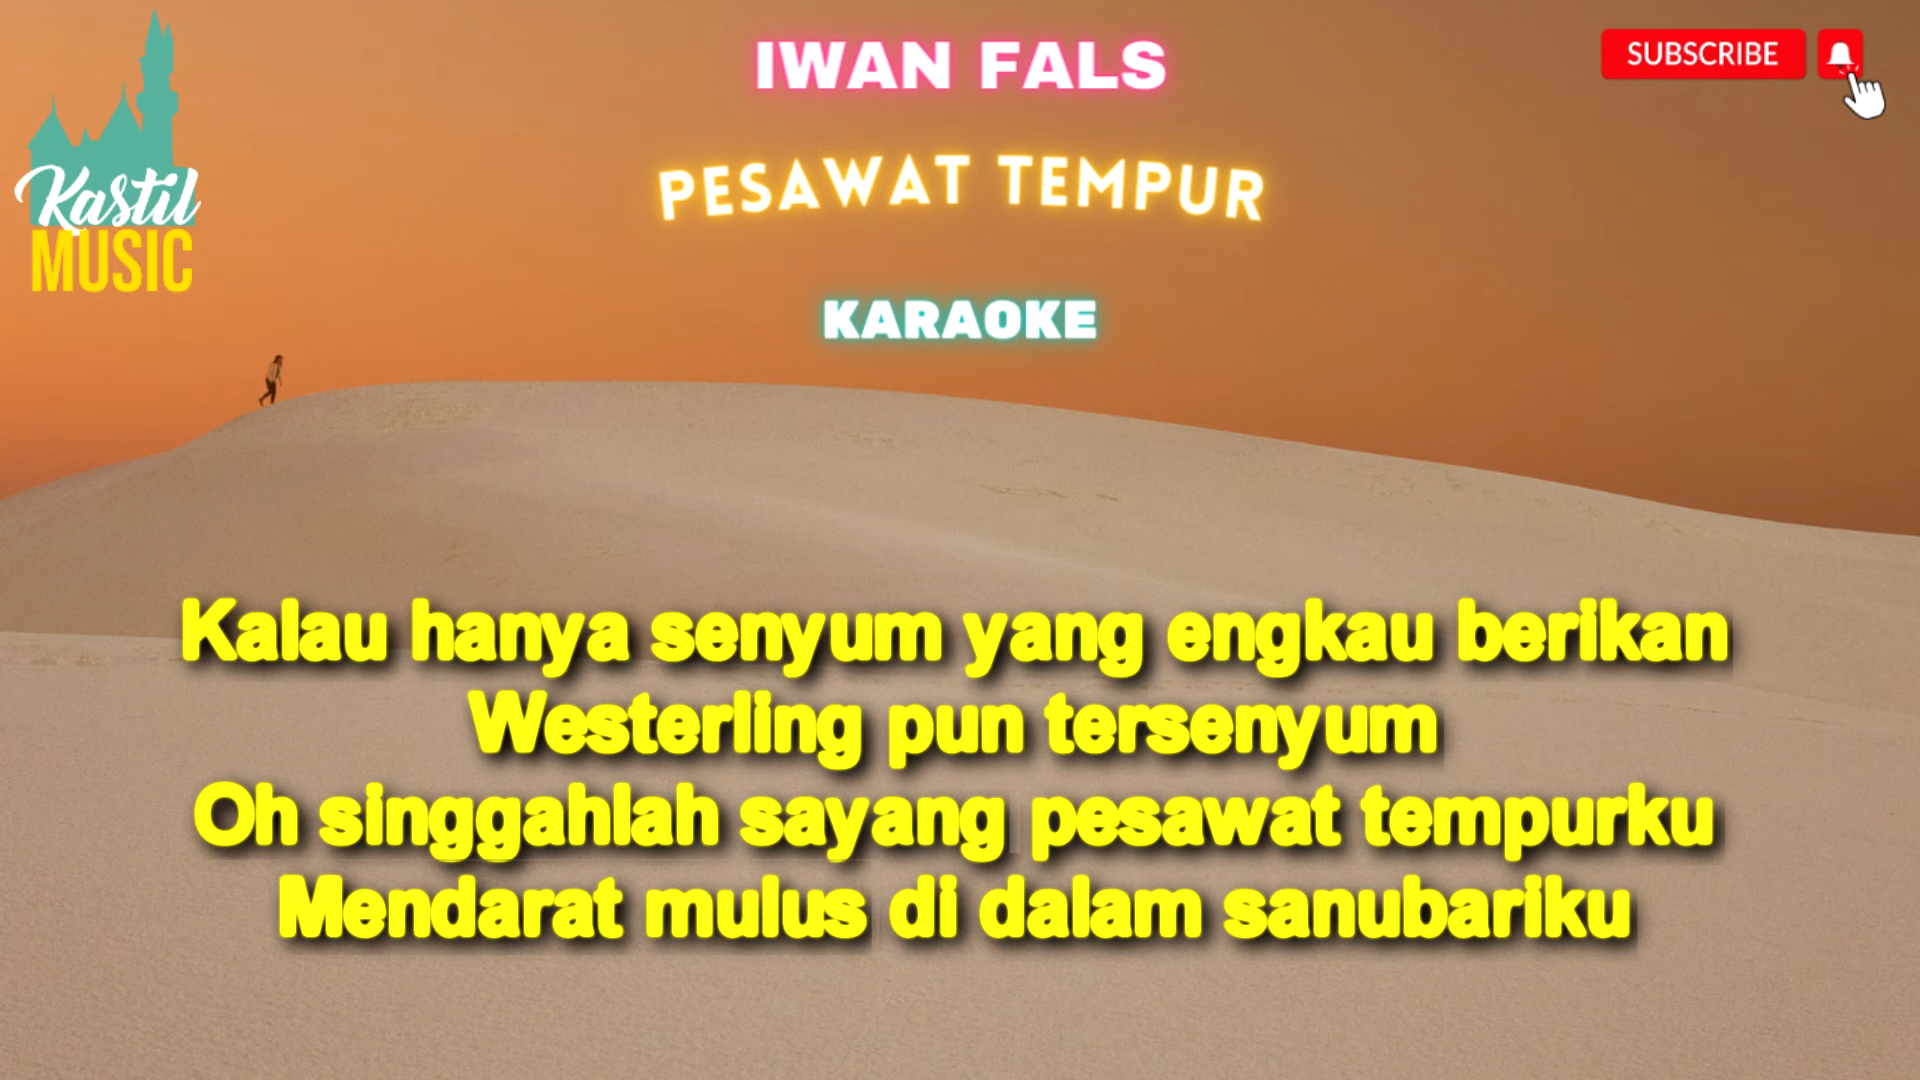 IWAN FALS
SUBSCRIBE
PESAWAT TEMPUR
Kastil
MUSIC
KARAOKE
Kalau hanya senyum yang engkau berikan
Westerling pun tersenyum
Oh singgahlah sayang pesawat tempurku
Mendarat mulus di dalam sanubariku